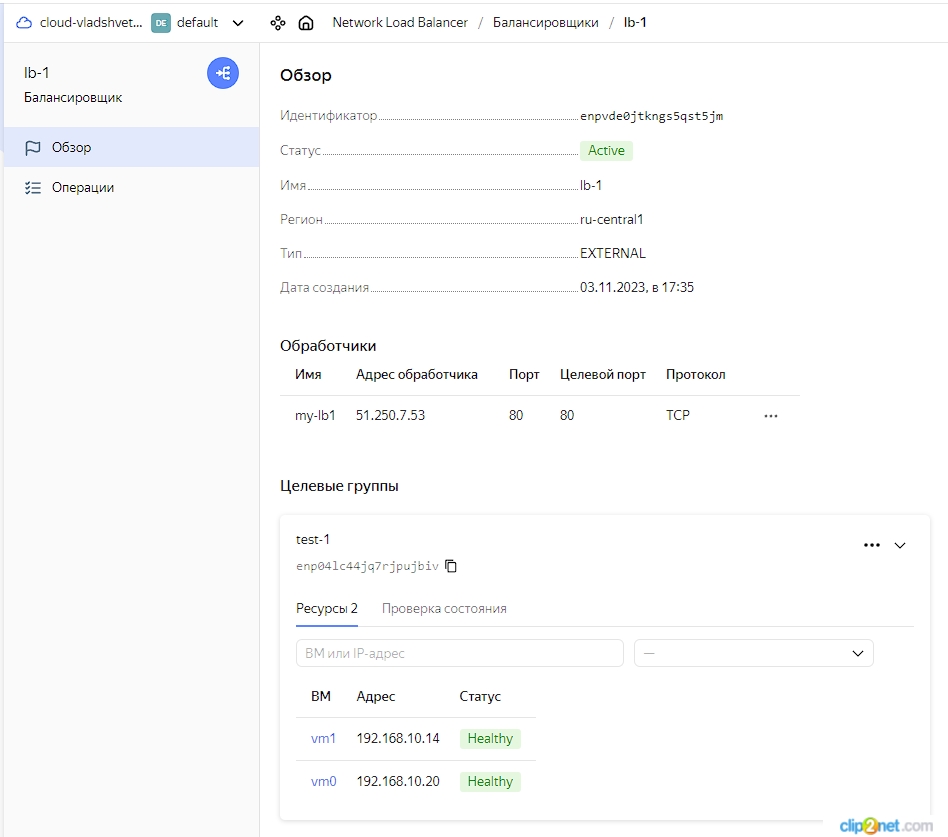 cloud-vladshvet... DE default Network Load Balancer / Балансировщики / lb-1
lb-1
Балансировщик
Обзор
Операции
Обзор
Идентификатор enpvde0jtkngs5qst5jm
Статус Active
Имя lb-1
Регион ru-central1
Тип EXTERNAL
Дата создания 03.11.2023, в 17:35
Обработчики
Имя Адрес обработчика Порт Целевой порт Протокол
my-lb1 51.250.7.53 80 80 TCP
Целевые группы
test-1
enp04lc44jq7rjpujbiv
Ресурсы 2 Проверка состояния
ВМ или IP-адрес —
ВМ Адрес Статус
vm1 192.168.10.14 Healthy
vm0 192.168.10.20 Healthy
clip2net.com